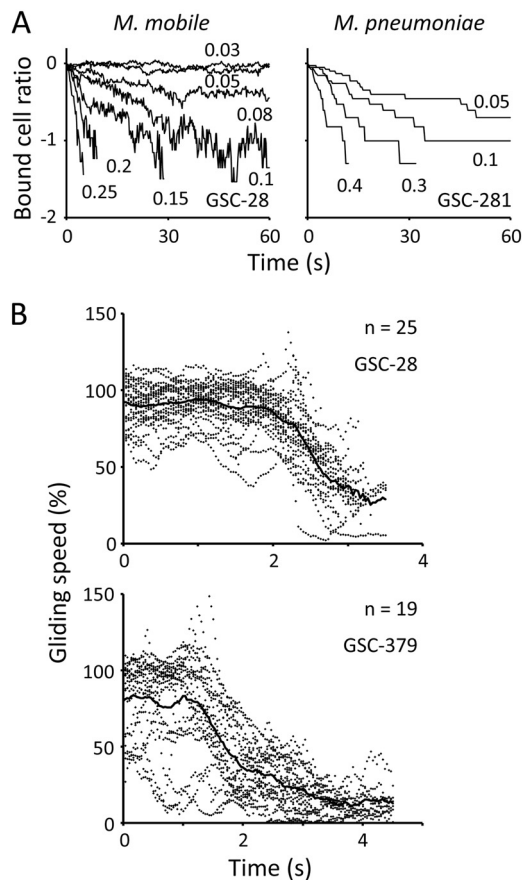 A
M. mobile
M. pneumoniae
Bound cell ratio
0
-1
-2
0.03
0.05
0.08
0.2
0.25
0.15
0.1
GSC-28
0 30 60
0.05
0.1
0.4
0.3
GSC-281
0 30 60
Time (s)
B
Gliding speed (%)
150
100
50
0
n = 25
GSC-28
0 2 4
150
100
50
0
n = 19
GSC-379
0 2 4
Time (s)